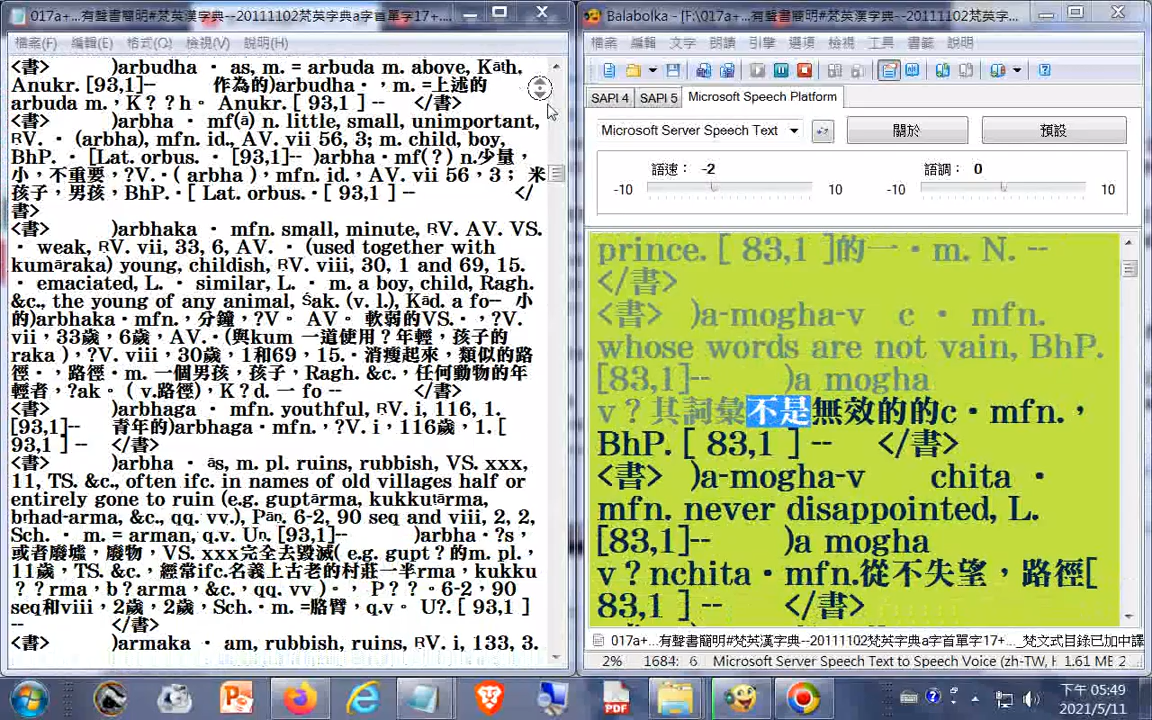 017a+...有聲書簡明#梵英漢字典--20111102梵英字典a字首單字17+...
檔案(F) 編輯(E) 格式(O) 檢視(V) 說明(H)
<書> )arbudha · as, m. = arbuda m. above, Kāṭh,
Anukr. [93,1]-- 作為的)arbudha·, m. =上述的
arbuda m., K??h。 Anukr. [ 93,1 ] -- </書>
<書> )arbha · mf(ā) n. little, small, unimportant,
RV. · (arbha), mfn. id., AV. vii 56, 3; m. child, boy,
BhP. · [Lat. orbus. · [93,1]-- )arbha·mf(?) n.少量,
小,不重要,?V.·( arbha ), mfn. id., AV. vii 56, 3; 米
孩子,男孩, BhP.·[ Lat. orbus.·[ 93,1 ] -- </
書>
<書> )arbhaka · mfn. small, minute, RV. AV. VS.
· weak, RV. vii, 33, 6, AV. · (used together with
kumāraka) young, childish, RV. viii, 30, 1 and 69, 15.
· emaciated, L. · similar, L. · m. a boy, child, Ragh.
&c., the young of any animal, Śak. (v. l.), Kād. a fo-- 小
的)arbhaka·mfn.,分鐘,?V。 AV。 軟弱的VS.·,?V.
vii, 33歲, 6歲, AV.·(與kum 一道使用?年輕,孩子的
raka ),?V. viii, 30歲, 1和69, 15.·消瘦起來,類似的路
徑·,路徑·m. 一個男孩,孩子, Ragh. &c.,任何動物的年
輕者,?ak。( v.路徑), K?d. 一 fo -- </書>
<書> )arbhaga · mfn. youthful, RV. i, 116, 1.
[93,1]-- 青年的)arbhaga·mfn., ?V. i, 116歲, 1. [
93,1 ] -- </書>
<書> )arbha · ās, m. pl. ruins, rubbish, VS. xxx,
11, TS. &c., often ifc. in names of old villages half or
entirely gone to ruin (e.g. guptārma, kukkuṭārma,
bṛhad-arma, &c., qq. vv.), Pāṇ. 6-2, 90 seq and viii, 2, 2,
Sch. · m. = arman, q.v. Uṇ. [93,1]-- )arbha·?s,
或者廢墟,廢物, VS. xxx完全去毀滅( e.g. gupt?的m. pl.,
11歲, TS. &c.,經常ifc.名義上古老的村莊一半rma, kukku
??rma, b?arma, &c., qq. vv )·, P??。6-2, 90
seq和viii, 2歲, 2歲, Sch.·m. =胳臂, q.v。 U?. [ 93,1 ]
-- </書>
<書> )armaka · am, rubbish, ruins, RV. i, 133, 3.
Balabolka - [F:\017a+...有聲書簡明#梵英漢字典--20111102梵英字...
檔案 編輯 文字 朗讀 引擎 選項 檢視 工具 書籤 說明
SAPI 4 SAPI 5 Microsoft Speech Platform
Microsoft Server Speech Text 關於 預設
語速: -2 語調: 0
-10 10 -10 10
prince. [ 83,1 ]的一·m. N. --
</書>
<書> )a-mogha-v c · mfn.
whose words are not vain, BhP.
[83,1]-- )a mogha
v?其詞彙不是無效的的c·mfn.,
BhP. [ 83,1 ] -- </書>
<書> )a-mogha-v chita ·
mfn. never disappointed, L.
[83,1]-- )a mogha
v?nchita·mfn.從不失望,路徑[
83,1 ] -- </書>
017a+...有聲書簡明#梵英漢字典--20111102梵英字典a字首單字17+..._梵文式目錄已加中譯
2% 1684: 6 Microsoft Server Speech Text to Speech Voice (zh-TW, H 1.61 MB 2
下午 05:49
2021/5/11